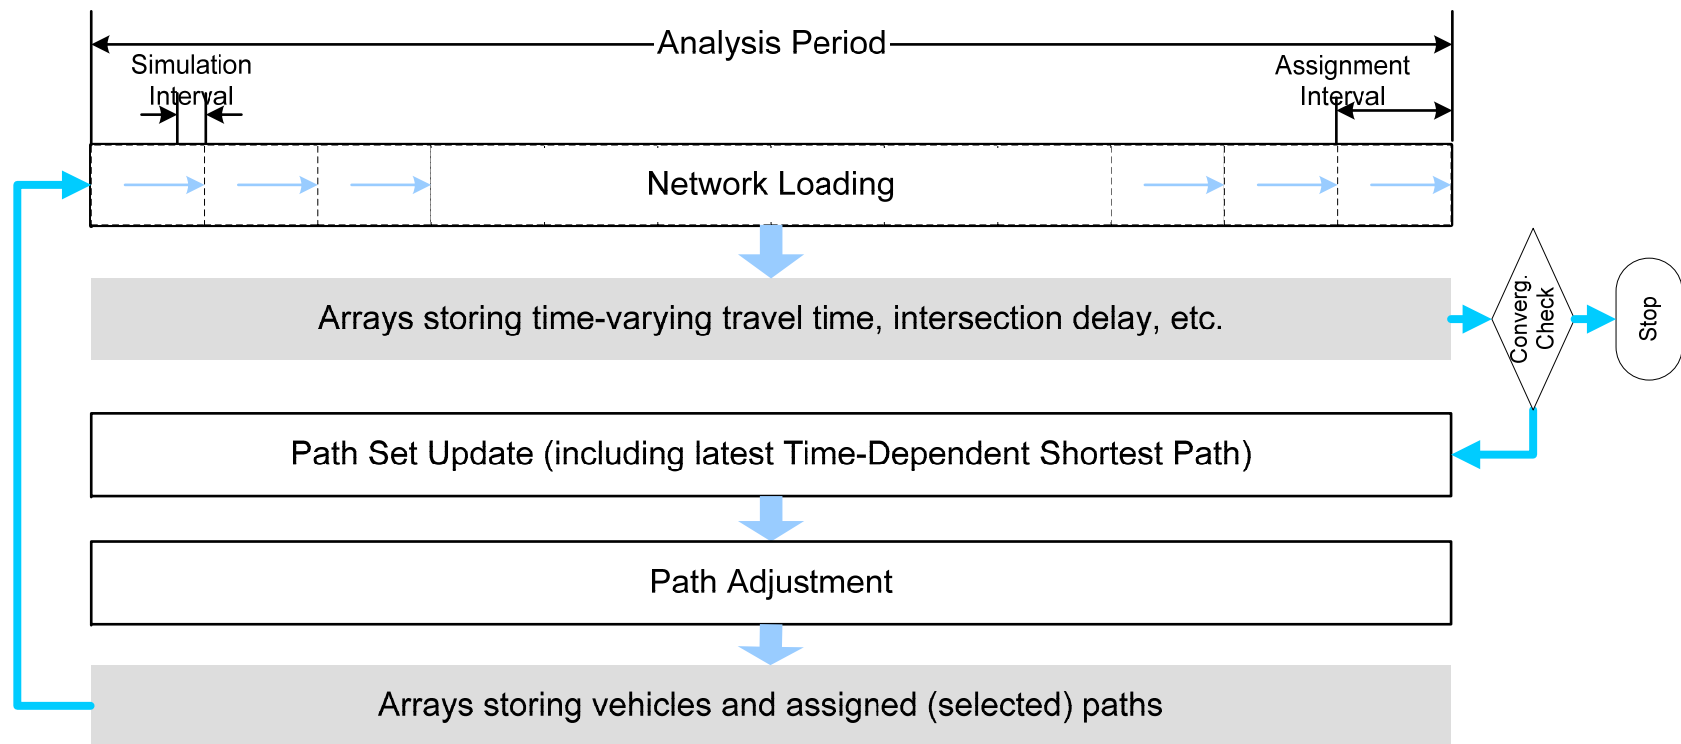 Analysis Period
Simulation
Interval
Assignment
Interval
Network Loading
Arrays storing time-varying travel time, intersection delay, etc.
Converg.
Check
Stop
Path Set Update (including latest Time-Dependent Shortest Path)
Path Adjustment
Arrays storing vehicles and assigned (selected) paths